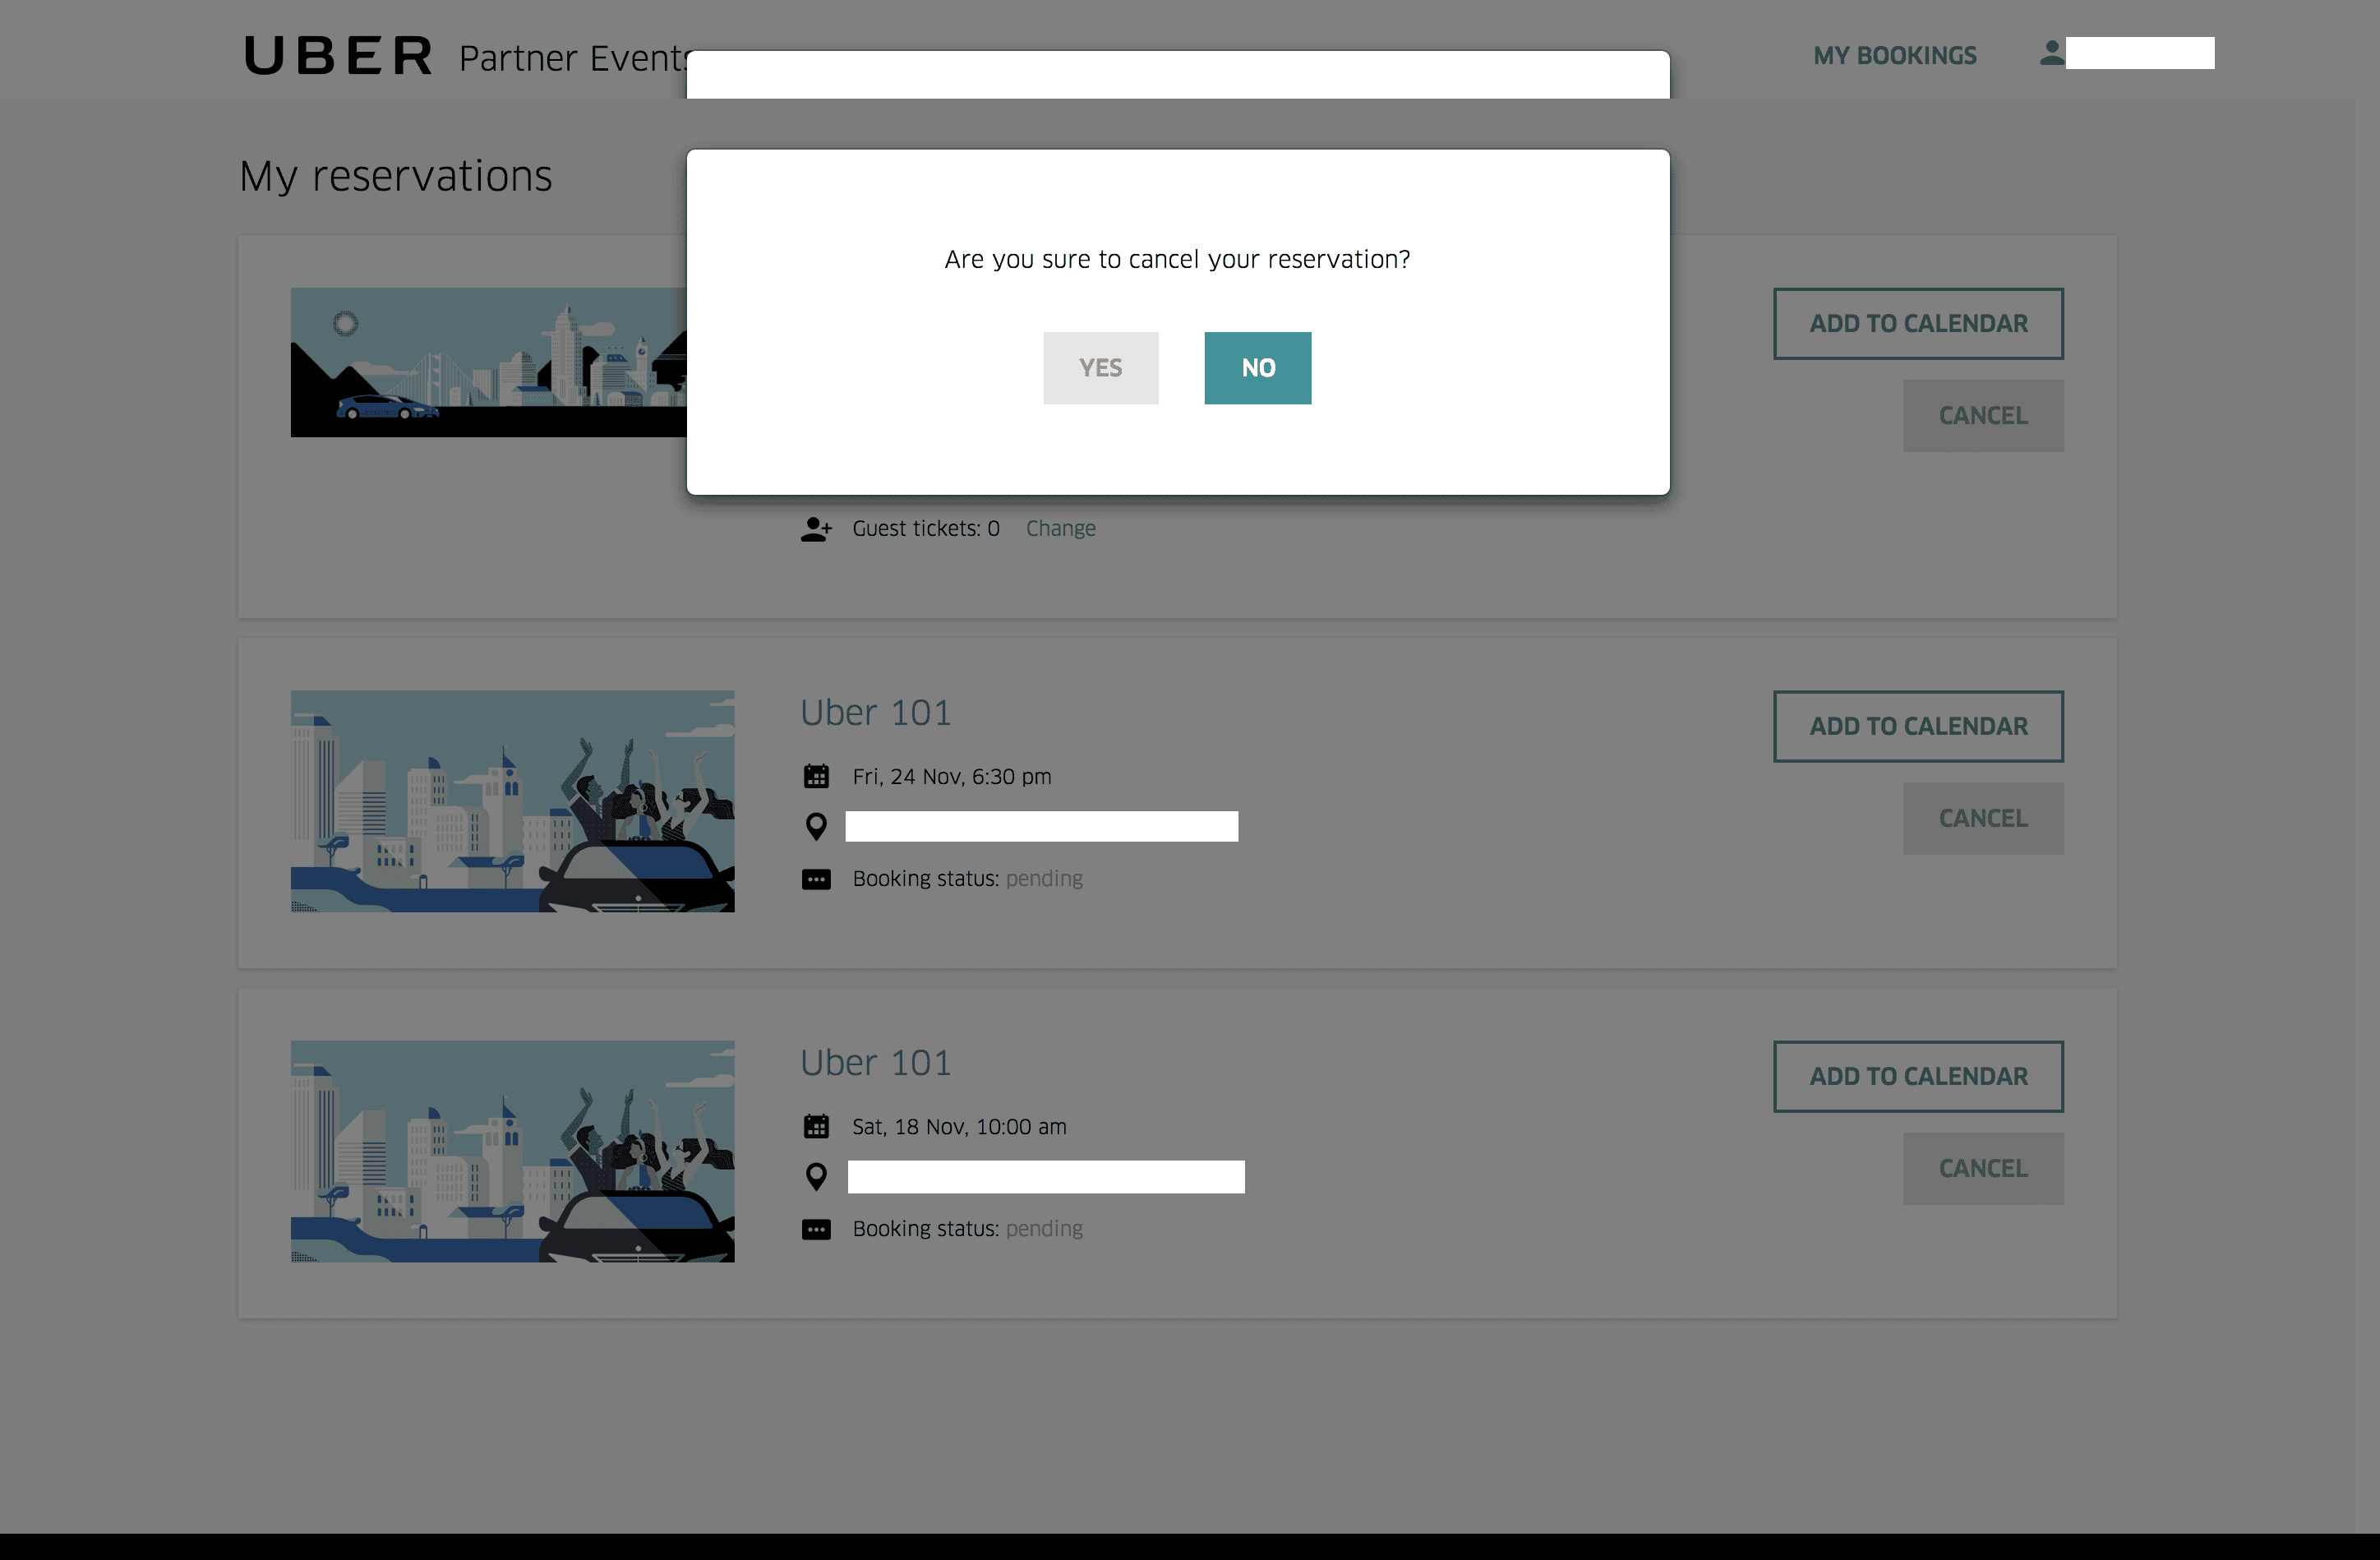 UBER Partner Events
MY BOOKINGS
My reservations
Are you sure to cancel your reservation?
YES NO
ADD TO CALENDAR
CANCEL
Guest tickets: 0 Change
Uber 101
Fri, 24 Nov, 6:30 pm
Booking status: pending
ADD TO CALENDAR
CANCEL
Uber 101
Sat, 18 Nov, 10:00 am
Booking status: pending
ADD TO CALENDAR
CANCEL